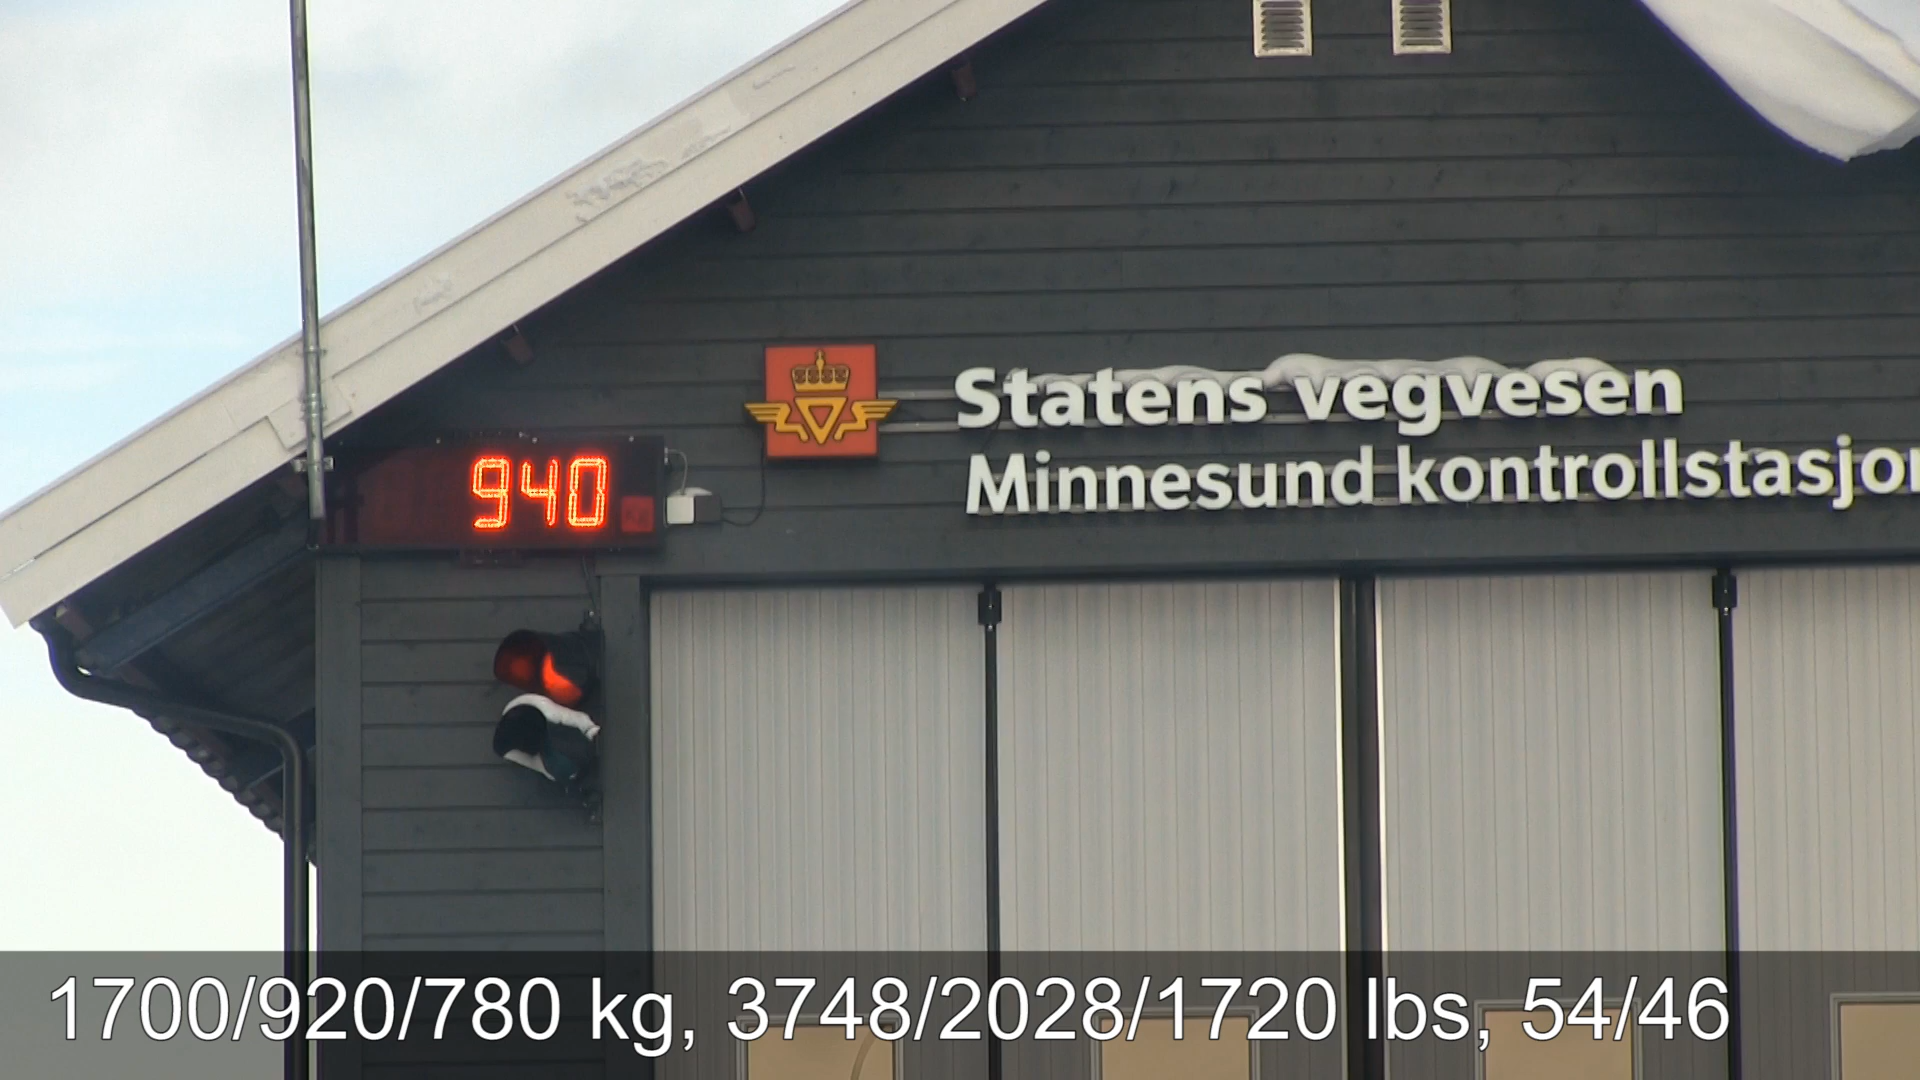 Statens vegvesen
940
Minnesund kontrollstasjon
1700/920/780 kg, 3748/2028/1720 lbs, 54/46